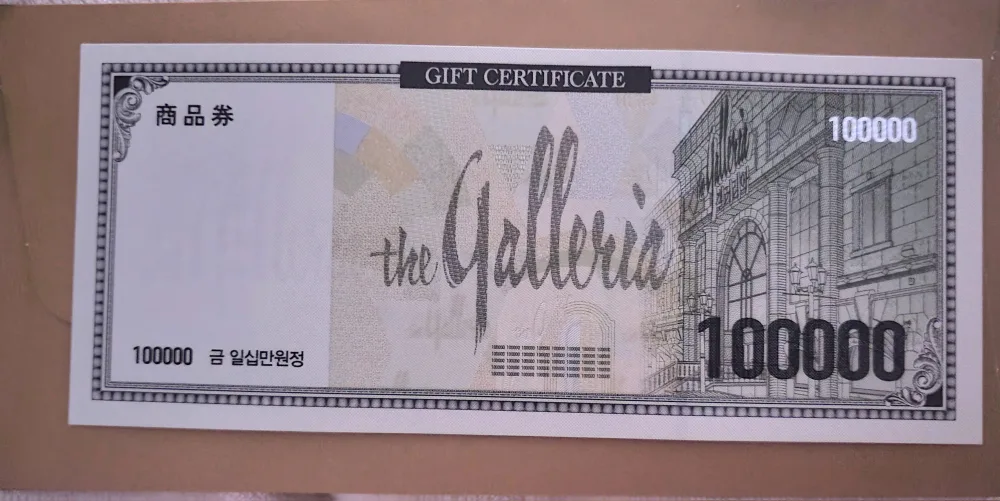 GIFT CERTIFICATE
商品券
100000
the Galleria
100000 금 일십만원정
100000